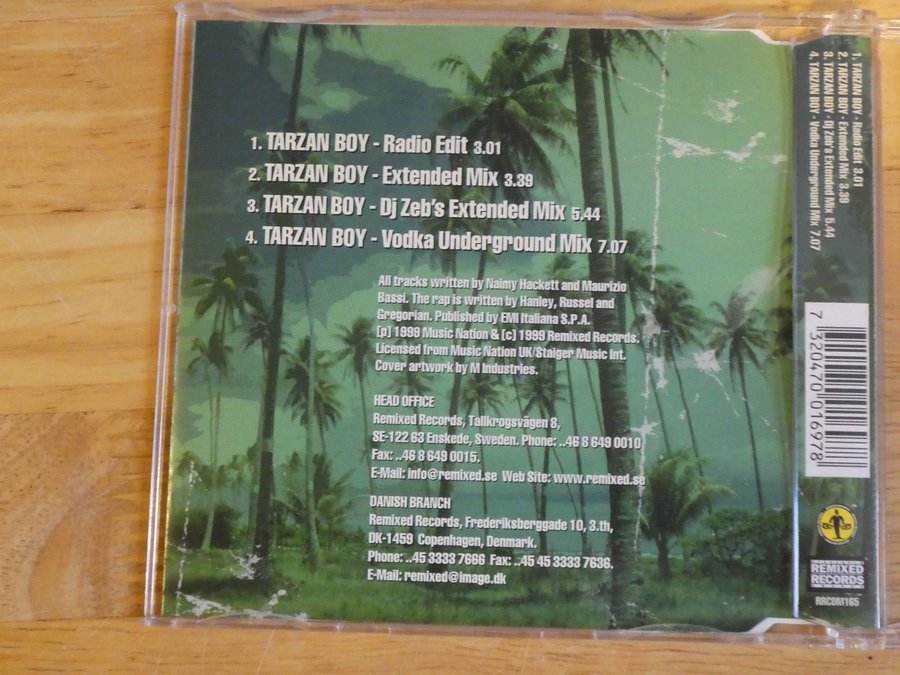 1. TARZAN BOY - Radio Edit 3.01
2. TARZAN BOY - Extended Mix 3.39
3. TARZAN BOY - Dj Zeb's Extended Mix 5.44
4. TARZAN BOY - Vodka Underground Mix 7.07
All tracks written by Naimy Hackett and Maurizio
Bassi. The rap is written by Hanley, Russel and
Gregorian. Published by EMI Italiana S.P.A.
(p) 1999 Music Nation & (c) 1999 Remixed Records.
Licensed from Music Nation UK/Staiger Music Int.
Cover artwork by M Industries.
HEAD OFFICE
Remixed Records, Tallkrogsvägen 8,
SE-122 63 Enskede, Sweden. Phone: ..46 8 649 0010
Fax: ..46 8 649 0015.
E-Mail: info@remixed.se Web Site: www.remixed.se
DANISH BRANCH
Remixed Records, Frederiksberggade 10, 3.th,
DK-1459 Copenhagen, Denmark.
Phone: ..45 3333 7666 Fax: ..45 45 3333 7636.
E-Mail: remixed@image.dk
1. TARZAN BOY - Radio Edit 3.01
2. TARZAN BOY - Extended Mix 3.39
3. TARZAN BOY - Dj Zeb's Extended Mix 5.44
4. TARZAN BOY - Vodka Underground Mix 7.07
7 320470 016978
REMIXED
RECORDS
RRCDM165